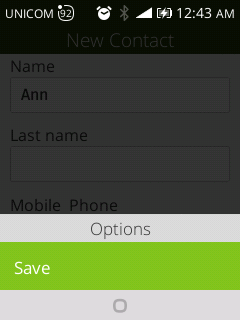 UNICOM 92 12:43 AM
New Contact
Name
Ann
Last name
Mobile Phone
Options
Save